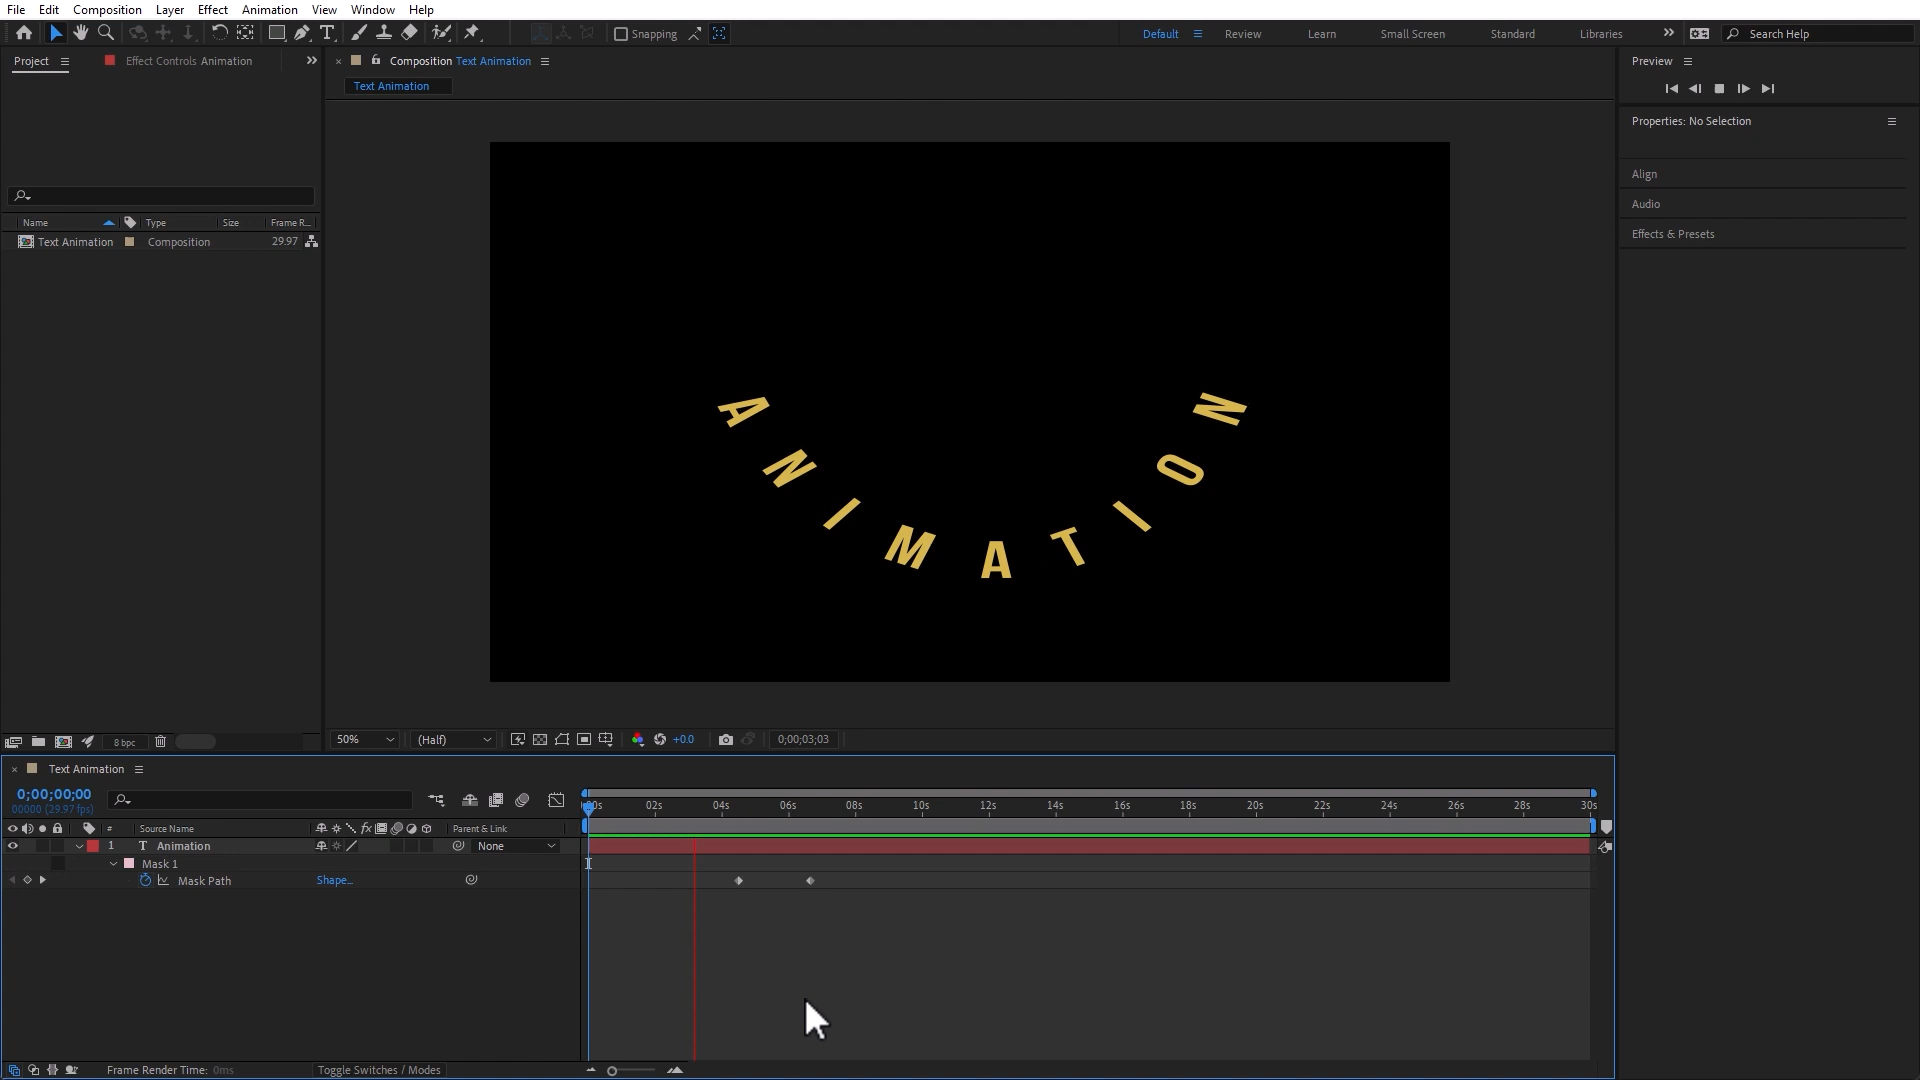 File Edit Composition Layer Effect Animation View Window Help
Snapping Default Review Learn Small Screen Standard Libraries Search Help
Project Effect Controls Animation Composition Text Animation Preview
Text Animation
Properties: No Selection
Align
Audio
Effects & Presets
Name Type Size Frame R...
Text Animation Composition 29.97
ANIMATION
8 bpc 50% (Half) +0.0 0;00;03;03
Text Animation
0;00;00;00
00000 (29.97 fps)
00s 02s 04s 06s 08s 10s 12s 14s 16s 18s 20s 22s 24s 26s 28s 30s
# Source Name fx Parent & Link
1 T Animation None
Mask 1
Mask Path Shape...
Frame Render Time: 0ms Toggle Switches / Modes